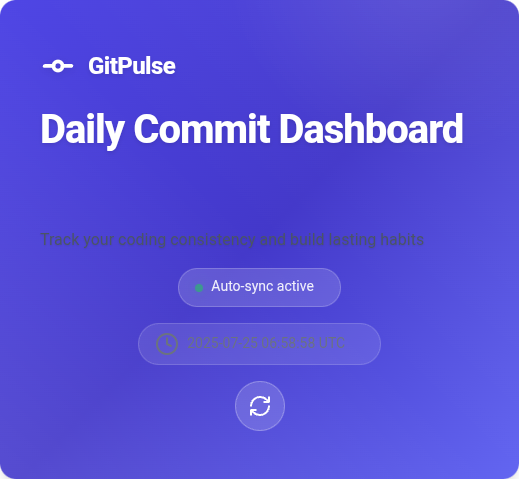 GitPulse
Daily Commit Dashboard
Track your coding consistency and build lasting habits
Auto-sync active
2025-07-25 06:58:56 UTC